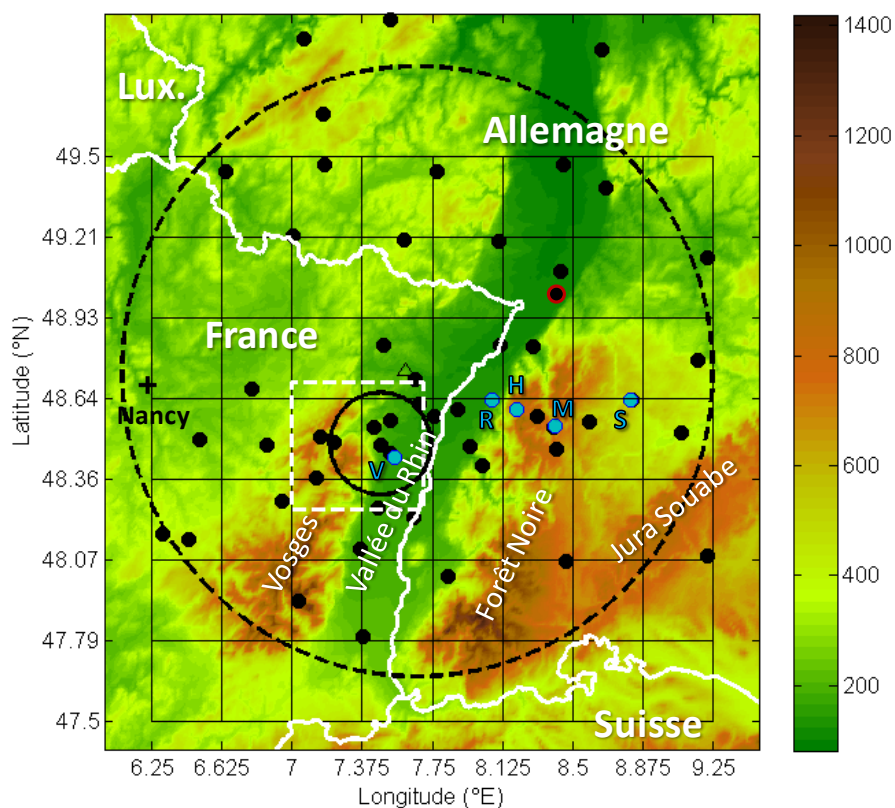 1400
Lux.
Allemagne
1200
49.5
49.21
1000
48.93
France
800
48.64
H
Nancy
R
M
S
Latitude (°N)
600
48.36
V
Vallée du Rhin
Vosges
Forêt Noire
Jura Souabe
48.07
400
47.79
200
47.5
Suisse
6.25 6.625 7 7.375 7.75 8.125 8.5 8.875 9.25
Longitude (°E)